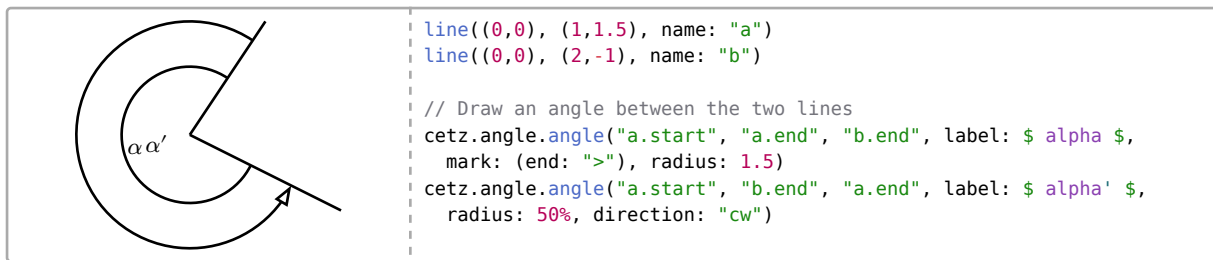 α α′
line((0,0), (1,1.5), name: "a")
line((0,0), (2,-1), name: "b")
// Draw an angle between the two lines
cetz.angle.angle("a.start", "a.end", "b.end", label: $ alpha $,
mark: (end: ">"), radius: 1.5)
cetz.angle.angle("a.start", "b.end", "a.end", label: $ alpha' $,
radius: 50%, direction: "cw")